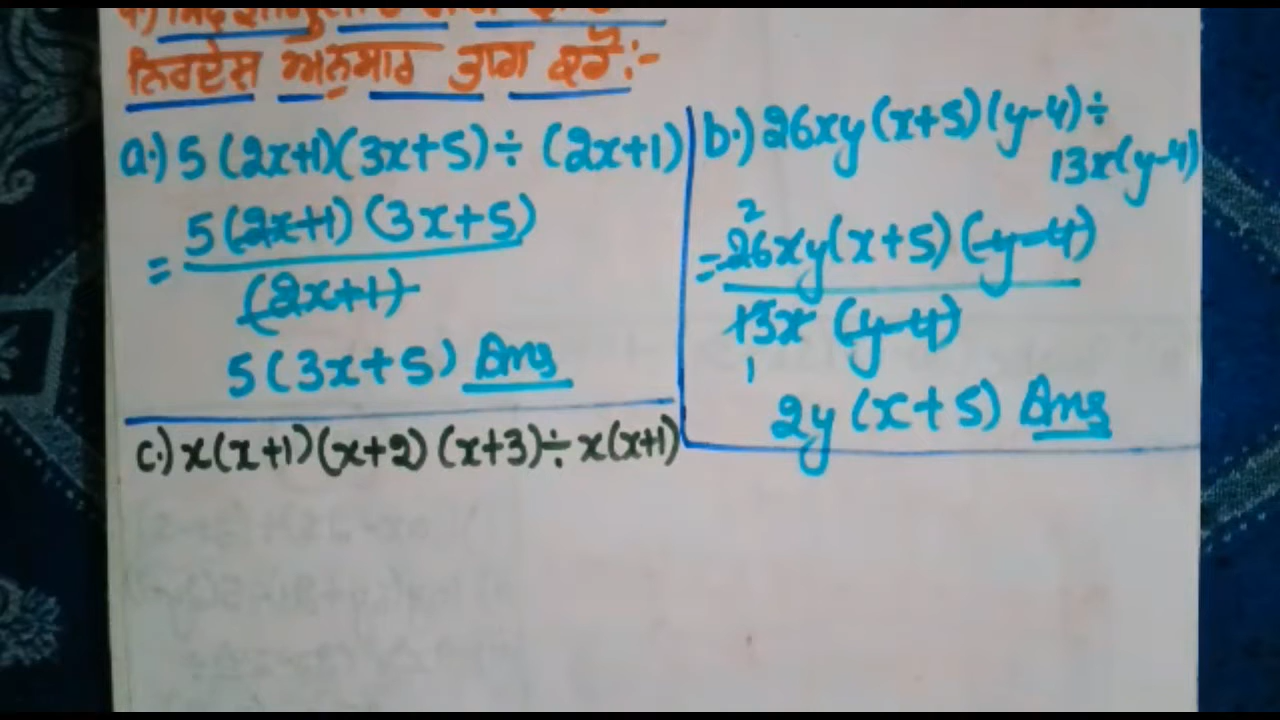 ਨਿਰਦੇਸ਼ ਅਨੁਸਾਰ ਭਾਗ ਕਰੋ:-
a.) 5(2x+1)(3x+5)÷(2x+1)
= 5(2x+1)(3x+5)
(2x+1)
5(3x+5) Ans
b.) 26xy(x+5)(y-4)÷
13x(y-4)
2
= 26xy(x+5)(y-4)
13x (y-4)
1
2y(x+5) Ans
c.) x(x+1)(x+2)(x+3)÷x(x+1)